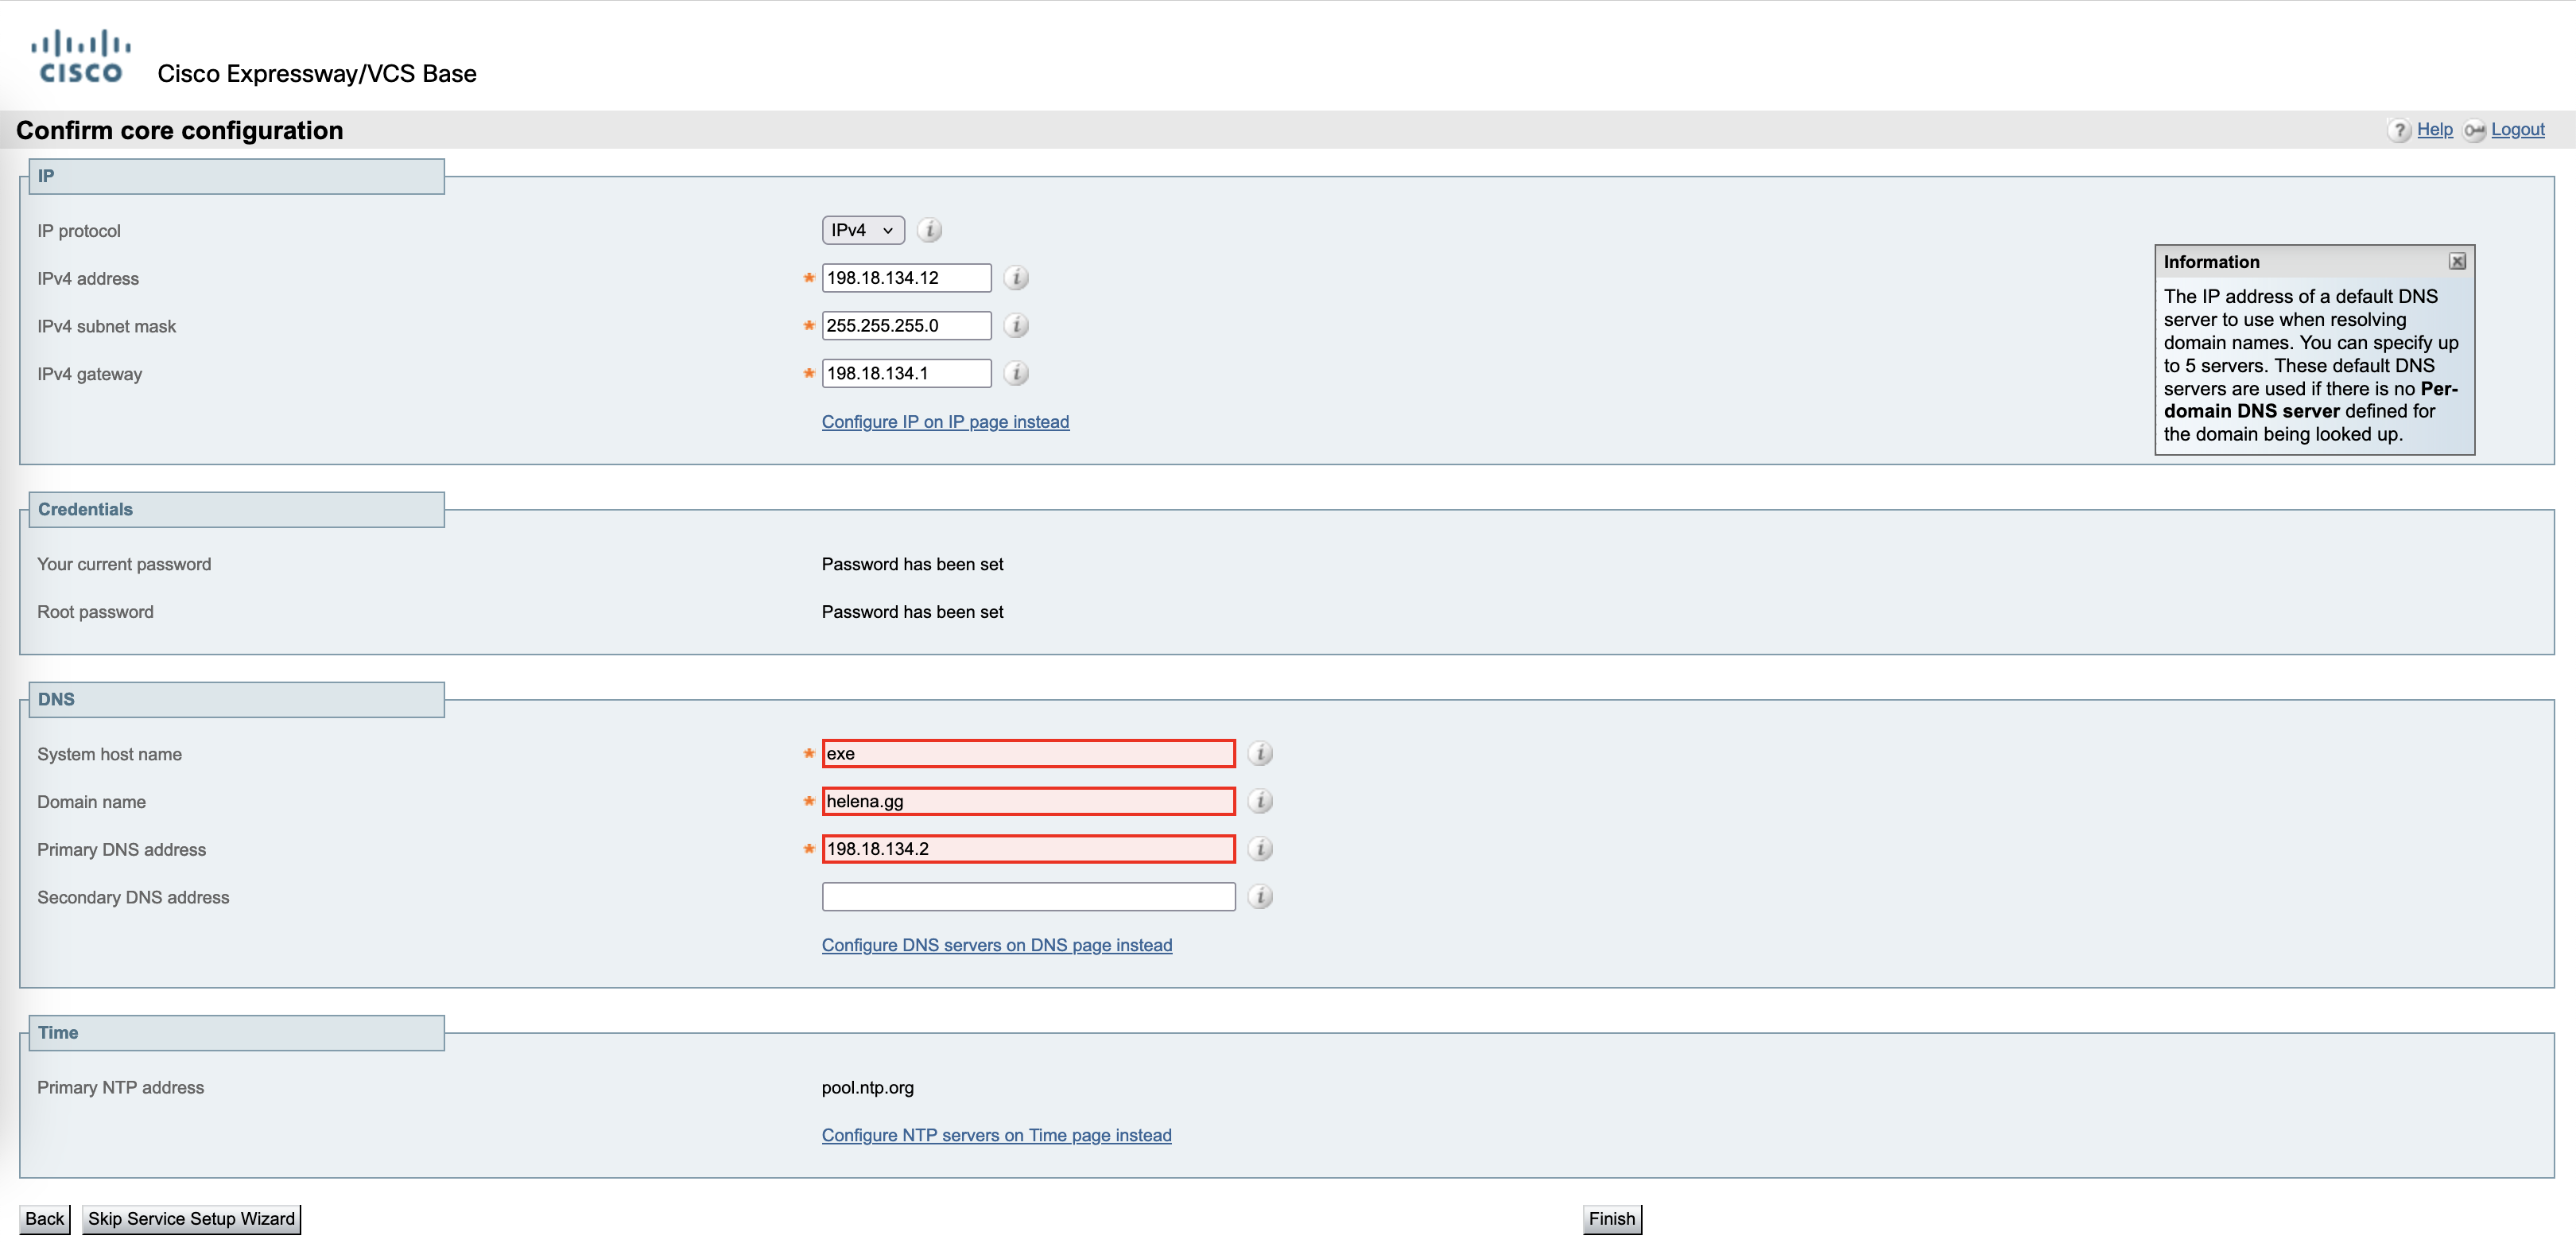 CISCO
Cisco Expressway/VCS Base
Confirm core configuration
? Help Logout
IP
IP protocol
IPv4 i
IPv4 address
* 198.18.134.12 i
IPv4 subnet mask
* 255.255.255.0 i
IPv4 gateway
* 198.18.134.1 i
Configure IP on IP page instead
Information
The IP address of a default DNS
server to use when resolving
domain names. You can specify up
to 5 servers. These default DNS
servers are used if there is no Per-
domain DNS server defined for
the domain being looked up.
Credentials
Your current password
Password has been set
Root password
Password has been set
DNS
System host name
* exe i
Domain name
* helena.gg i
Primary DNS address
* 198.18.134.2 i
Secondary DNS address
i
Configure DNS servers on DNS page instead
Time
Primary NTP address
pool.ntp.org
Configure NTP servers on Time page instead
Back Skip Service Setup Wizard Finish